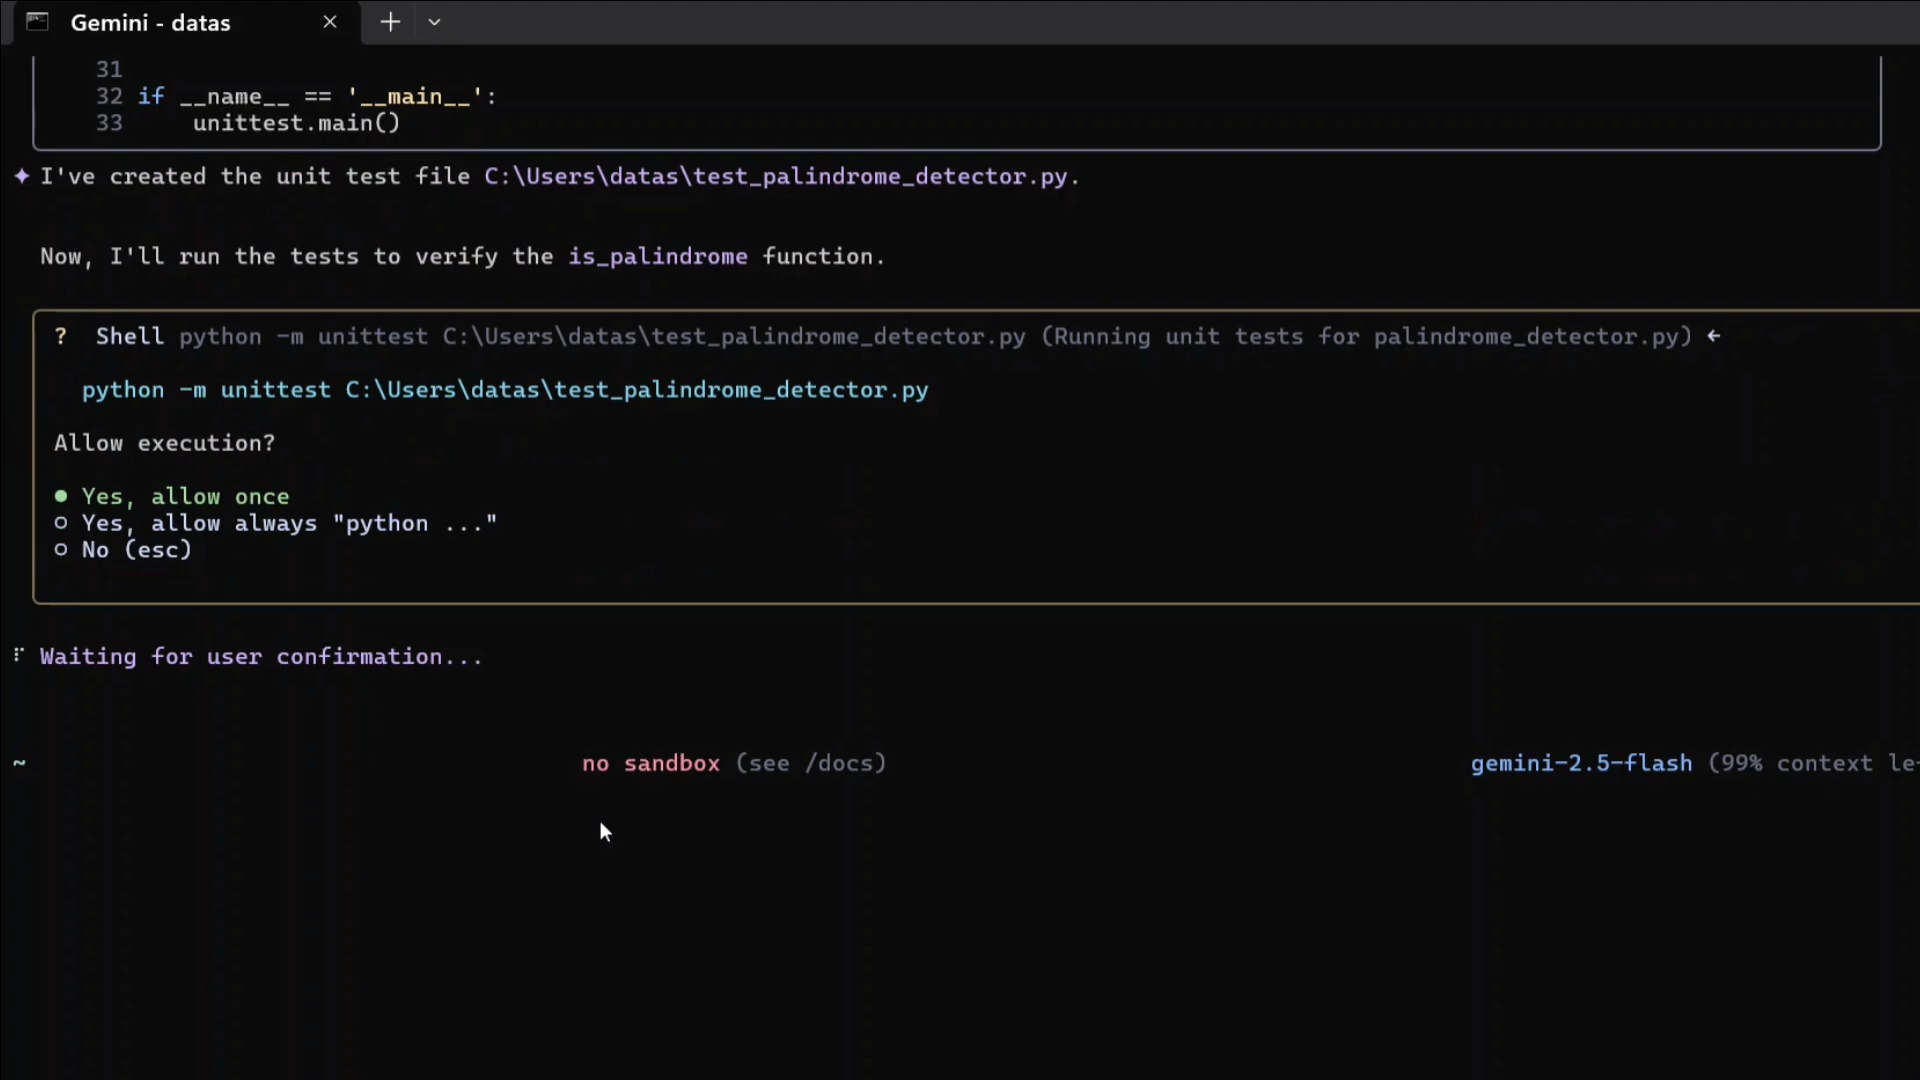 Gemini - datas
31
32 if __name__ == '__main__':
33 unittest.main()
✦ I've created the unit test file C:\Users\datas\test_palindrome_detector.py.
Now, I'll run the tests to verify the is_palindrome function.
? Shell python -m unittest C:\Users\datas\test_palindrome_detector.py (Running unit tests for palindrome_detector.py) ←
python -m unittest C:\Users\datas\test_palindrome_detector.py
Allow execution?
● Yes, allow once
○ Yes, allow always "python ..."
○ No (esc)
⠏ Waiting for user confirmation...
~ no sandbox (see /docs) gemini-2.5-flash (99% context le